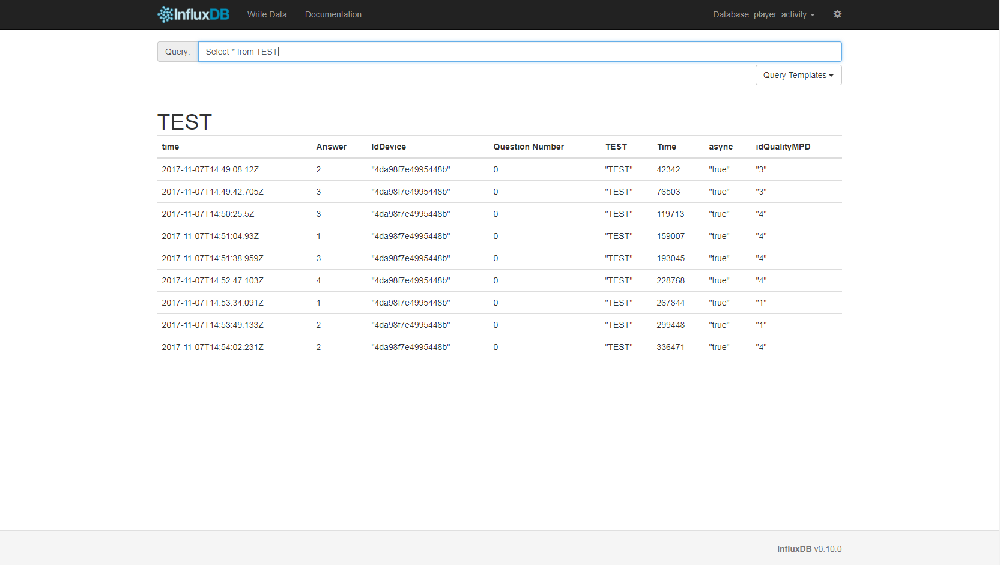 InfluxDB Write Data Documentation Database: player_activity
Query: Select * from TEST
Query Templates
TEST
time Answer IdDevice Question Number TEST Time async idQualityMPD
2017-11-07T14:49:08.12Z 2 "4da98f7e4995448b" 0 "TEST" 42342 "true" "3"
2017-11-07T14:49:42.705Z 3 "4da98f7e4995448b" 0 "TEST" 76503 "true" "3"
2017-11-07T14:50:25.5Z 3 "4da98f7e4995448b" 0 "TEST" 119713 "true" "4"
2017-11-07T14:51:04.93Z 1 "4da98f7e4995448b" 0 "TEST" 159007 "true" "4"
2017-11-07T14:51:38.959Z 3 "4da98f7e4995448b" 0 "TEST" 193045 "true" "4"
2017-11-07T14:52:47.103Z 4 "4da98f7e4995448b" 0 "TEST" 228768 "true" "4"
2017-11-07T14:53:34.091Z 1 "4da98f7e4995448b" 0 "TEST" 267844 "true" "1"
2017-11-07T14:53:49.133Z 2 "4da98f7e4995448b" 0 "TEST" 299448 "true" "1"
2017-11-07T14:54:02.231Z 2 "4da98f7e4995448b" 0 "TEST" 336471 "true" "4"
InfluxDB v0.10.0